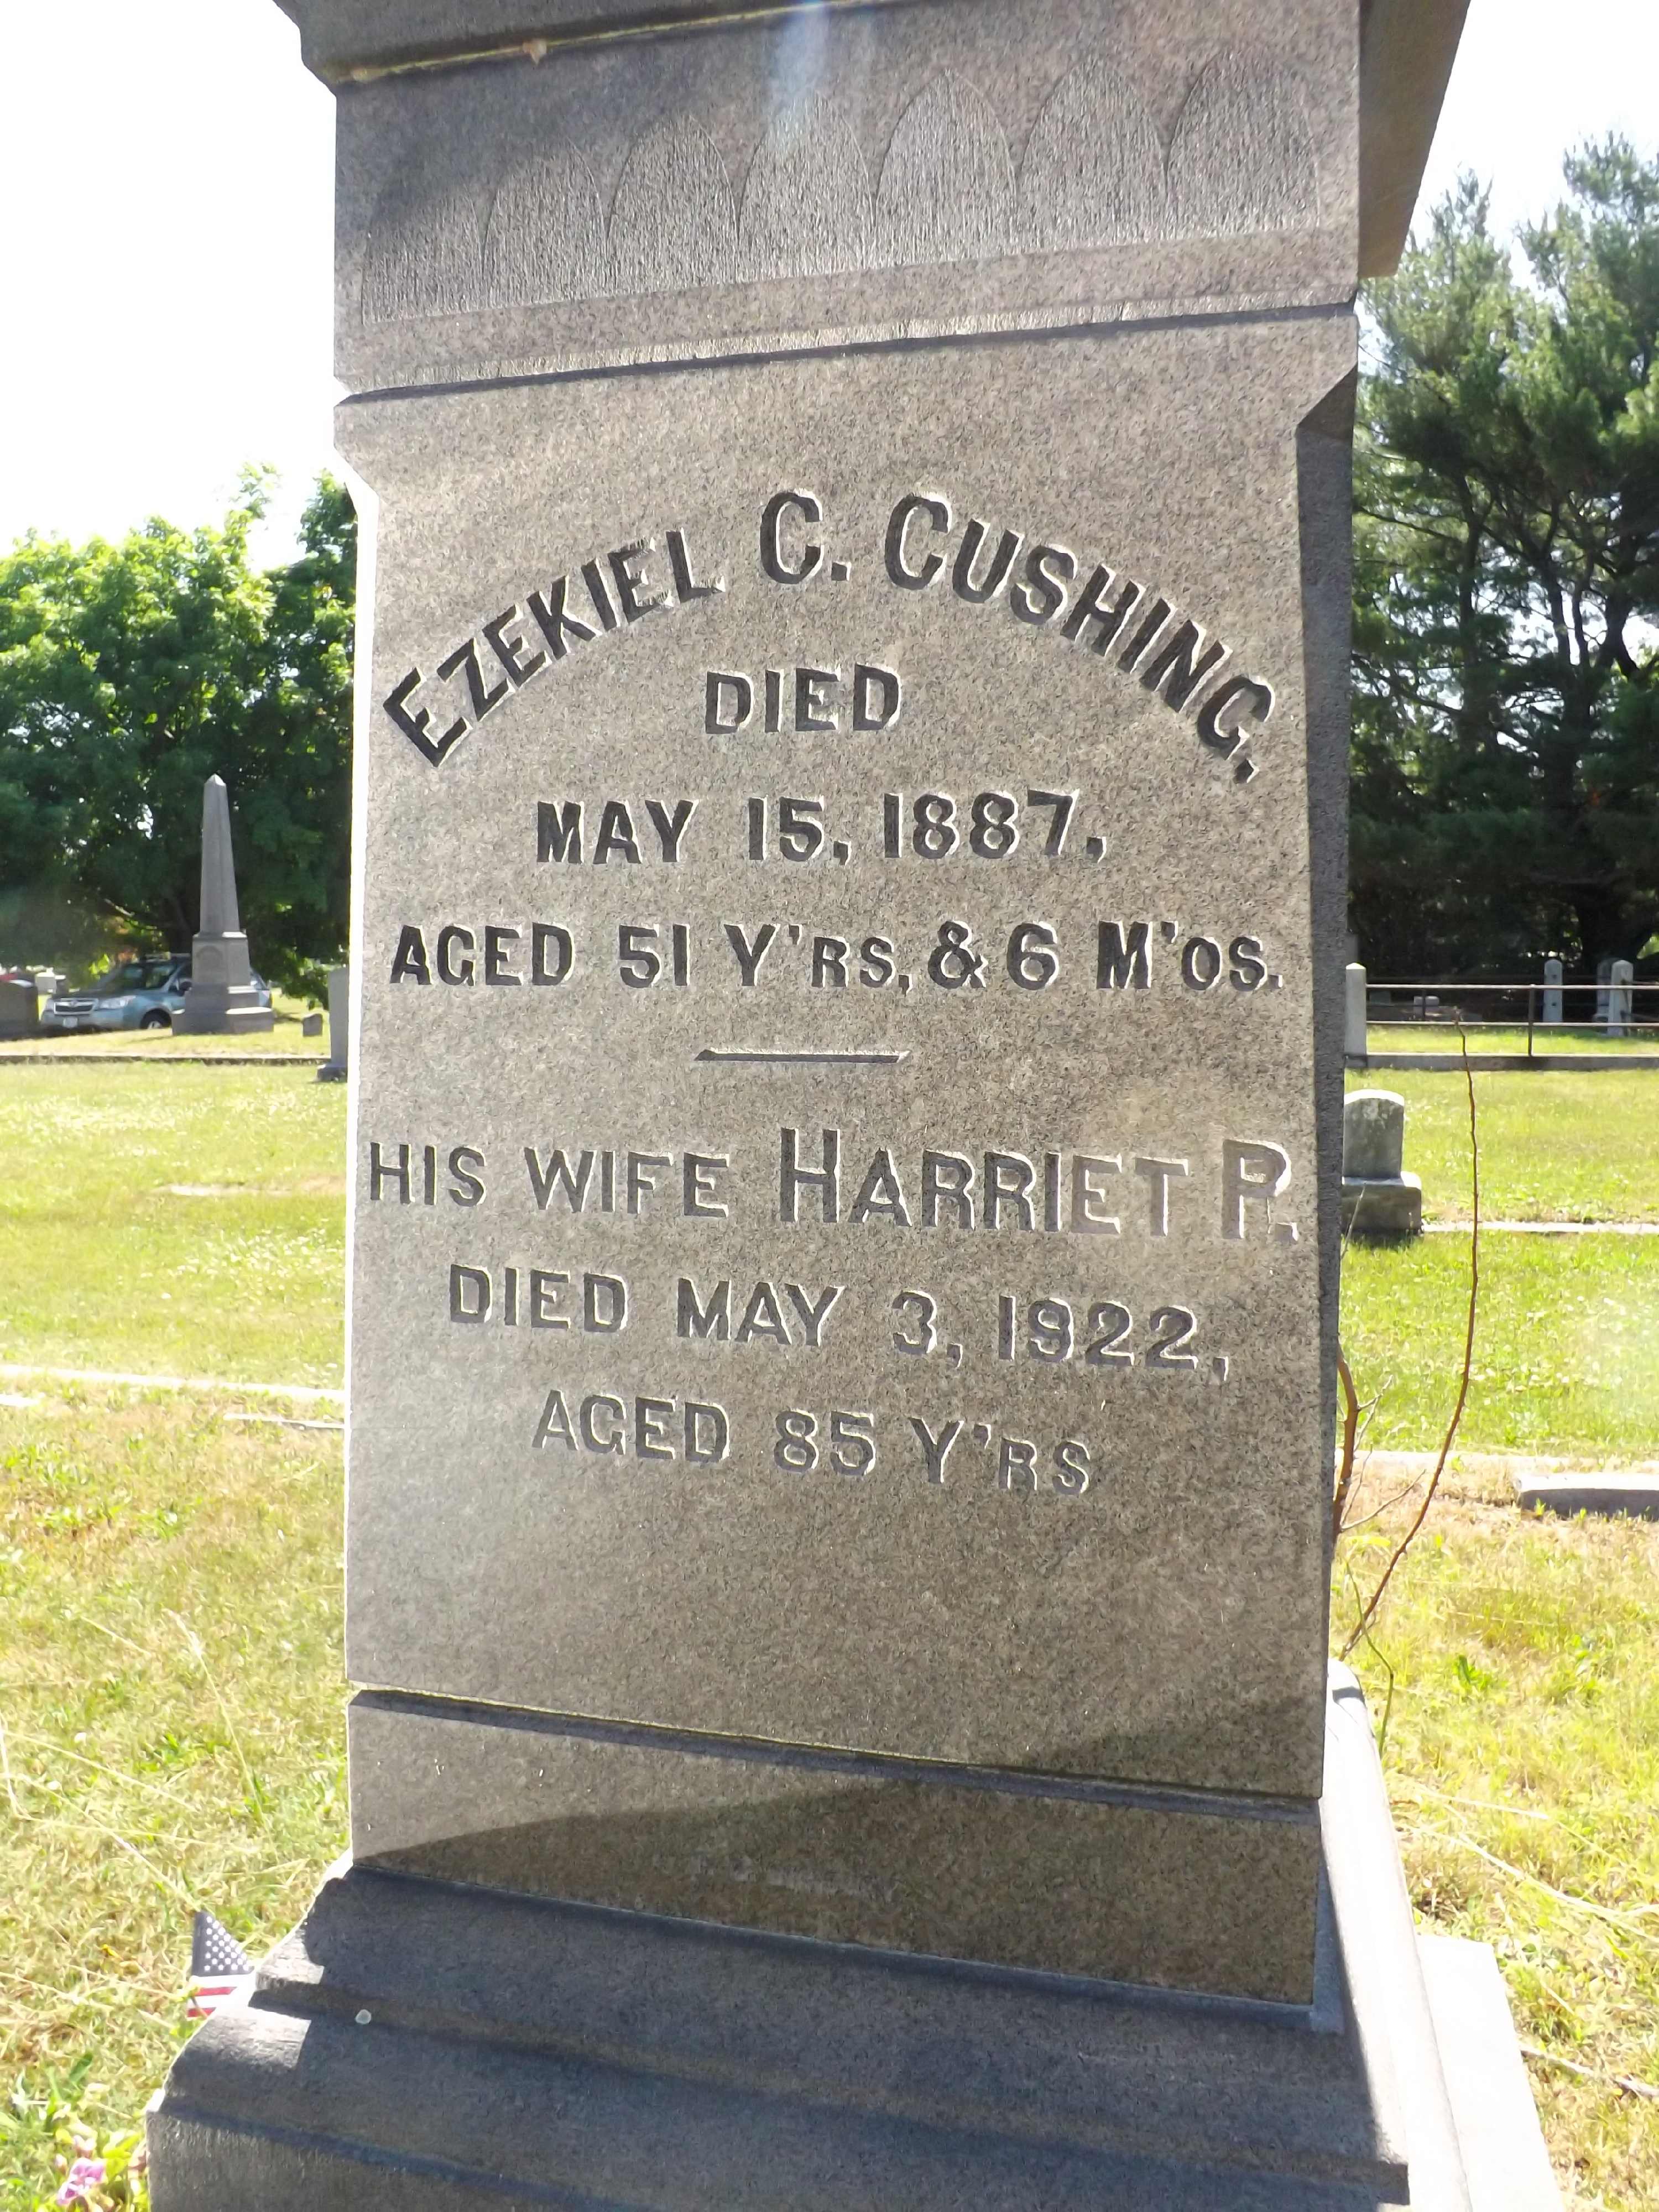 EZEKIEL C. CUSHING.
DIED
MAY 15, 1887,
AGED 51 Y'RS, & 6 M'OS.
HIS WIFE HARRIET P.
DIED MAY 3, 1922,
AGED 85 Y'RS